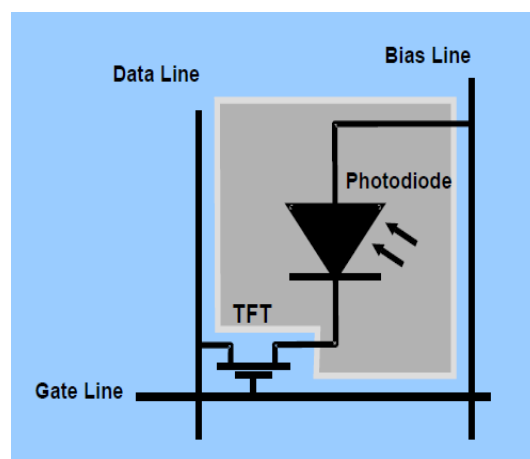 Bias Line
Data Line
Photodiode
TFT
Gate Line